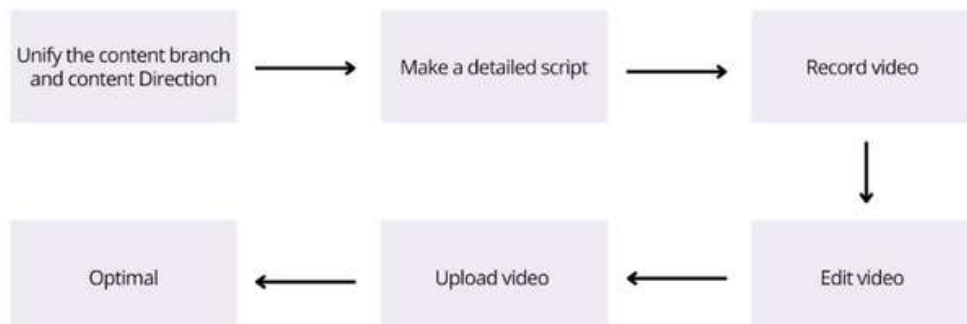 Unify the content branch
and content Direction
Make a detailed script
Record video
Edit video
Upload video
Optimal